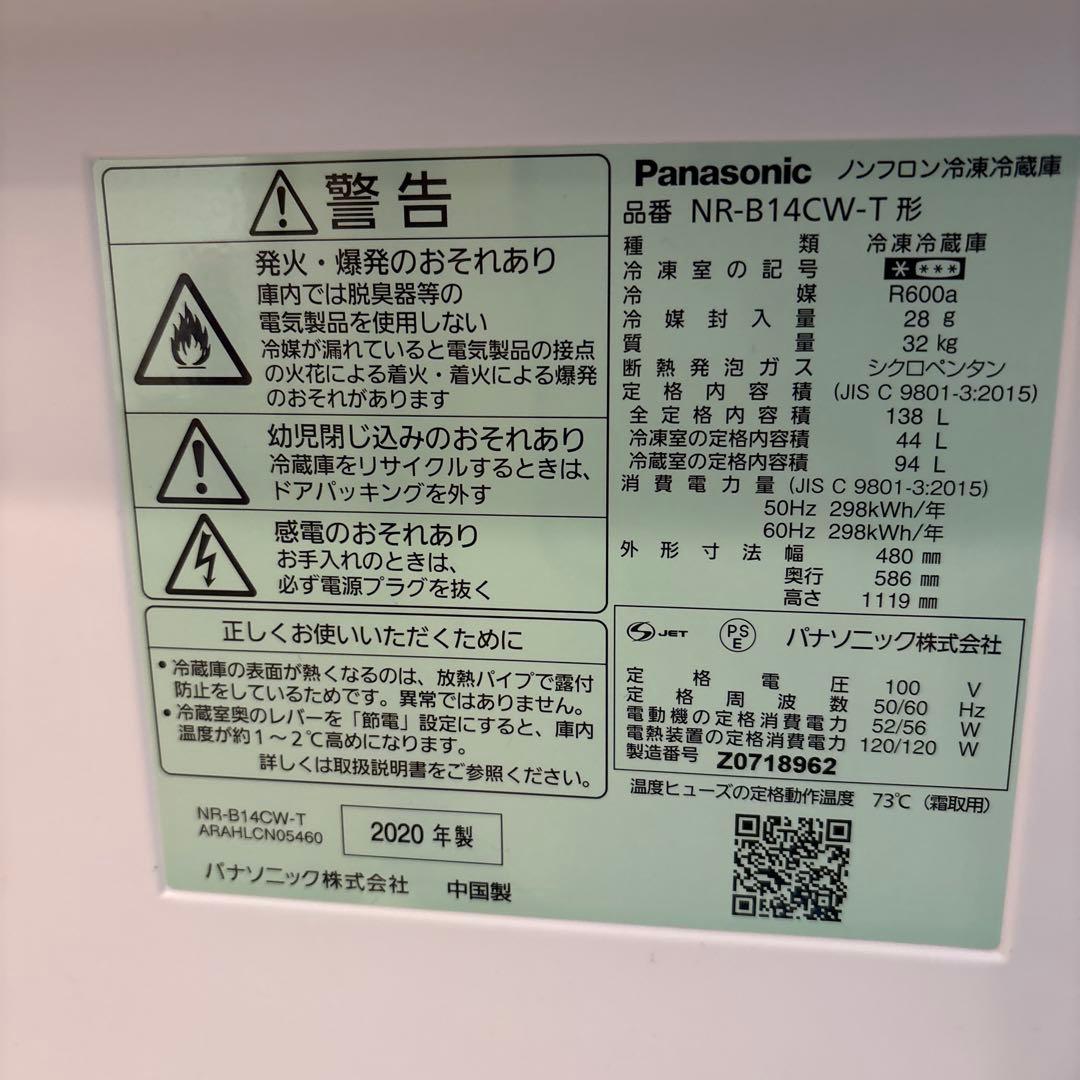 警告
発火・爆発のおそれあり
庫内では脱臭器等の
電気製品を使用しない
冷媒が漏れていると電気製品の接点
の火花による着火・着火による爆発
のおそれがあります
幼児閉じ込みのおそれあり
冷蔵庫をリサイクルするときは、
ドアパッキングを外す
感電のおそれあり
お手入れのときは、
必ず電源プラグを抜く
正しくお使いいただくために
・冷蔵庫の表面が熱くなるのは、放熱パイプで露付
防止をしているためです。異常ではありません。
・冷蔵室奥のレバーを「節電」設定にすると、庫内
温度が約1～2℃高めになります。
詳しくは取扱説明書をご参照ください。
NR-B14CW-T
ARAHLCN05460
2020 年製
パナソニック株式会社 中国製
Panasonic ノンフロン冷凍冷蔵庫
品番 NR-B14CW-T 形
種類 冷凍冷蔵庫
冷凍室の記号 * ***
冷媒 R600a
冷媒封入量 28 g
質量 32 kg
断熱発泡ガス シクロペンタン
定格内容積 (JIS C 9801-3:2015)
全定格内容積 138 L
冷凍室の定格内容積 44 L
冷蔵室の定格内容積 94 L
消費電力量 (JIS C 9801-3:2015)
50Hz 298kWh/年
60Hz 298kWh/年
外形寸法 幅 480 mm
奥行 586 mm
高さ 1119 mm
S JET PS E パナソニック株式会社
定格電圧 100 V
定格周波数 50/60 Hz
電動機の定格消費電力 52/56 W
電熱装置の定格消費電力 120/120 W
製造番号 Z0718962
温度ヒューズの定格動作温度 73℃（霜取用）